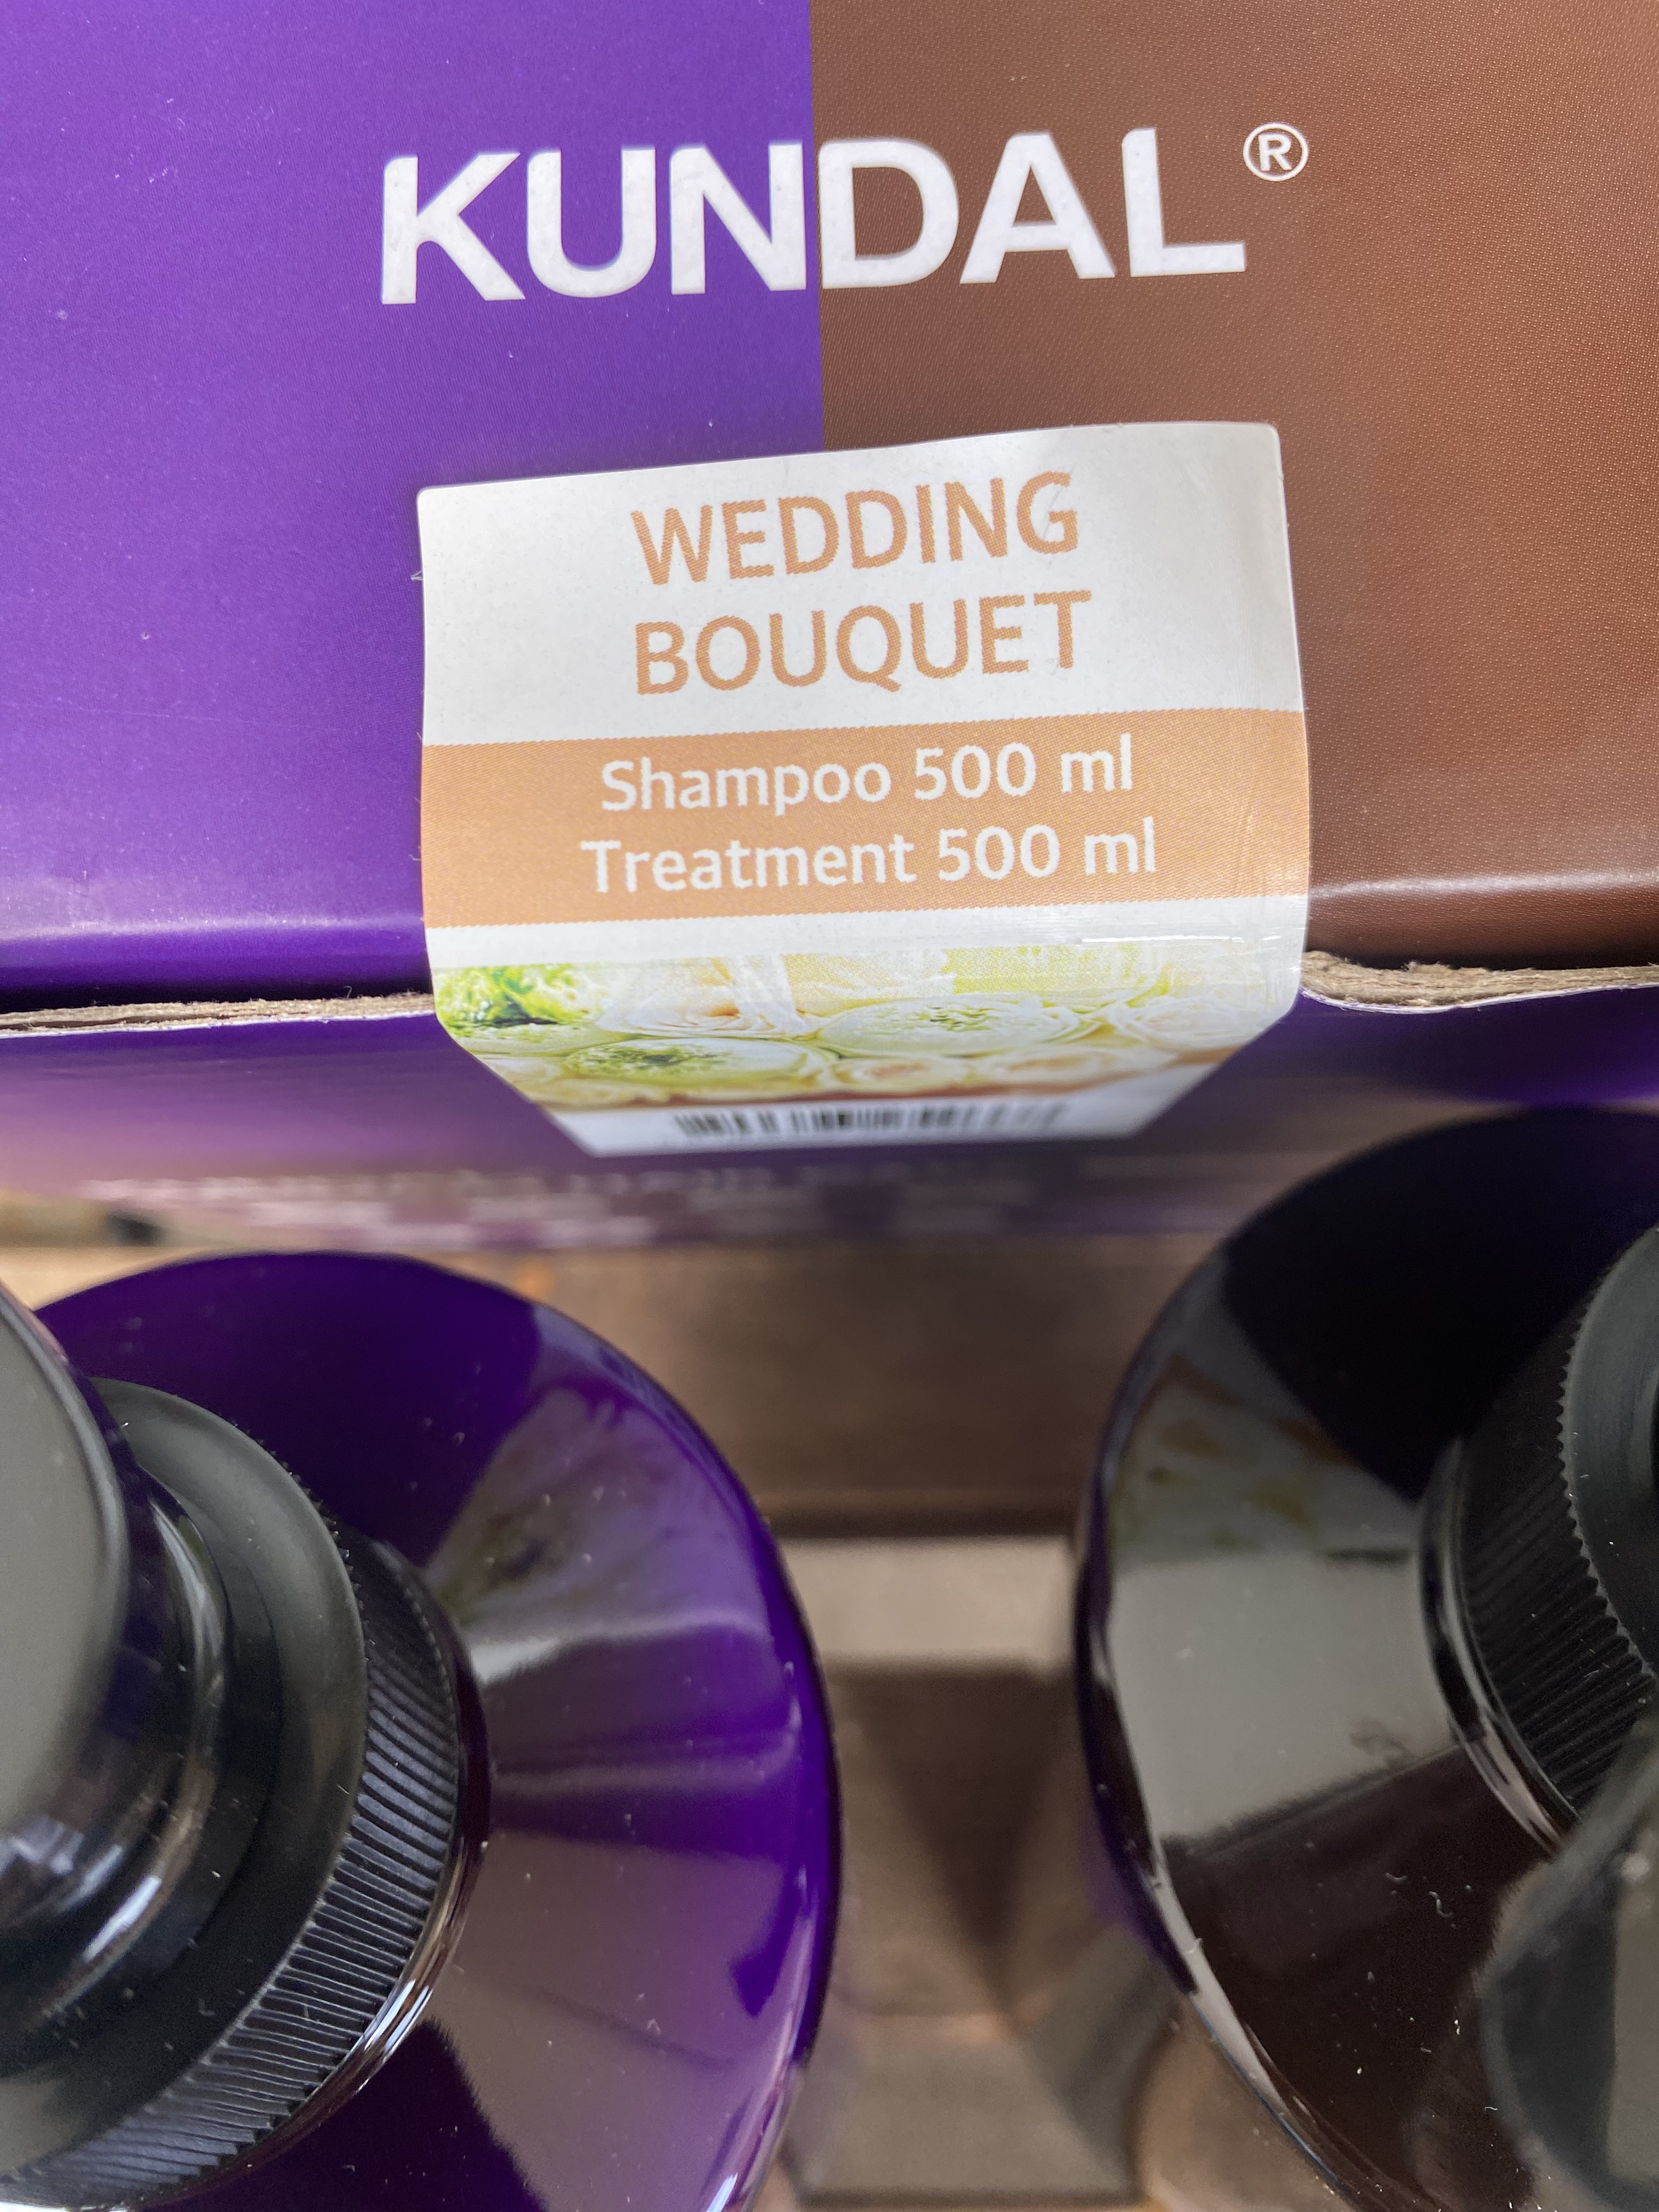 KUNDAL®
WEDDING
BOUQUET
Shampoo 500 ml
Treatment 500 ml